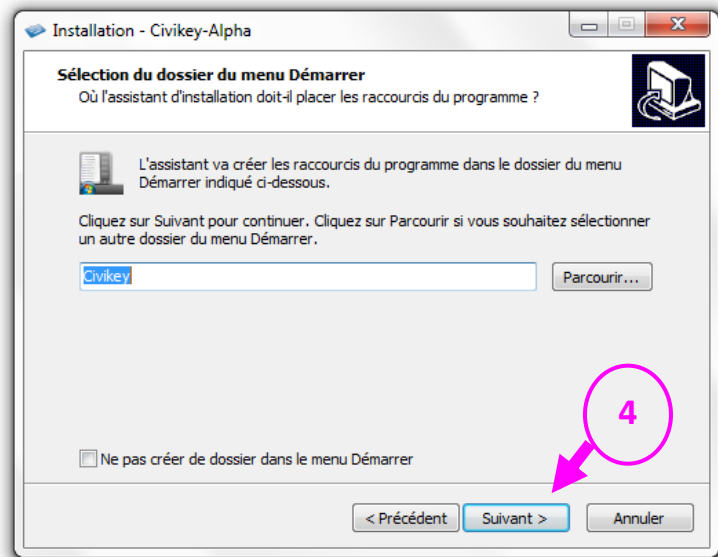 Installation - Civikey-Alpha
Sélection du dossier du menu Démarrer
Où l'assistant d'installation doit-il placer les raccourcis du programme ?
L'assistant va créer les raccourcis du programme dans le dossier du menu
Démarrer indiqué ci-dessous.
Cliquez sur Suivant pour continuer. Cliquez sur Parcourir si vous souhaitez sélectionner
un autre dossier du menu Démarrer.
Civikey
Parcourir...
4
Ne pas créer de dossier dans le menu Démarrer
< Précédent
Suivant >
Annuler